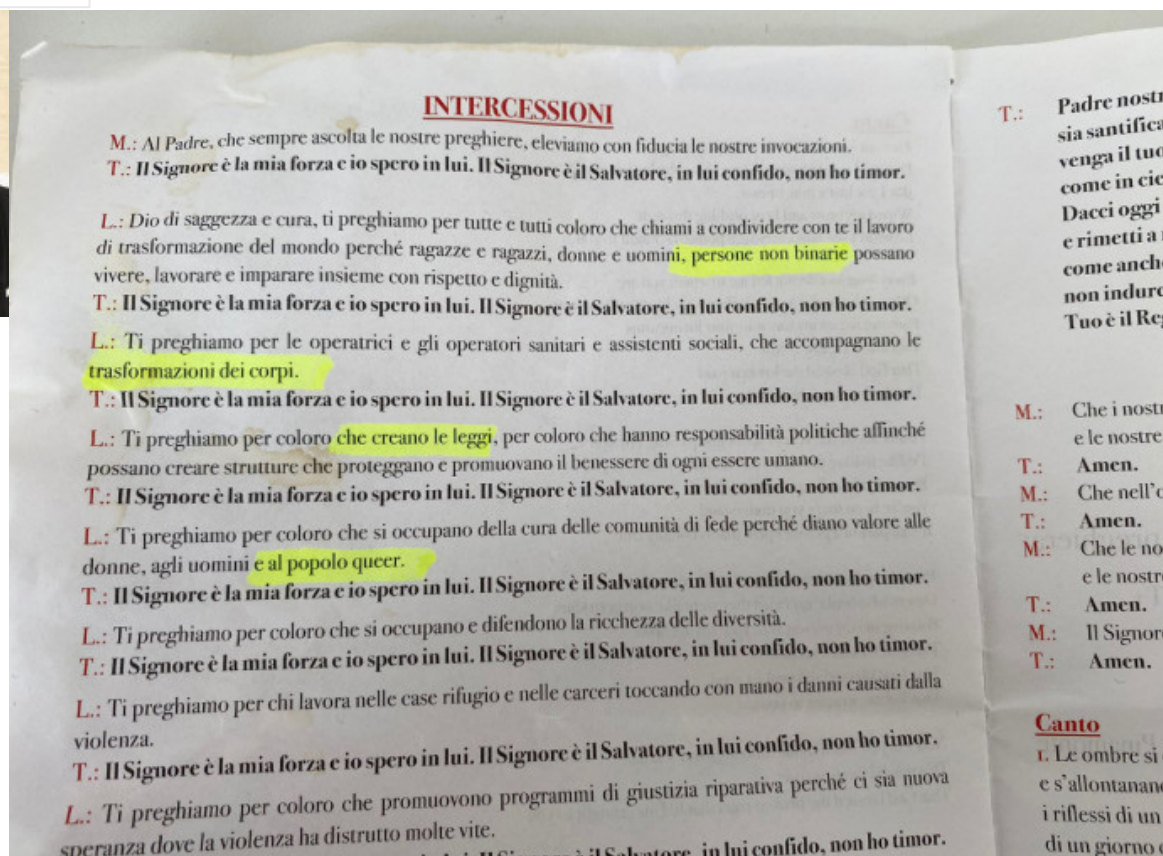 INTERCESSIONI
M.: Al Padre, che sempre ascolta le nostre preghiere, eleviamo con fiducia le nostre invocazioni.
T.: Il Signore è la mia forza e io spero in lui. Il Signore è il Salvatore, in lui confido, non ho timor.
L.: Dio di saggezza e cura, ti preghiamo per tutte e tutti coloro che chiami a condividere con te il lavoro
di trasformazione del mondo perché ragazze e ragazzi, donne e uomini, persone non binarie possano
vivere, lavorare e imparare insieme con rispetto e dignità.
T.: Il Signore è la mia forza e io spero in lui. Il Signore è il Salvatore, in lui confido, non ho timor.
L.: Ti preghiamo per le operatrici e gli operatori sanitari e assistenti sociali, che accompagnano le
trasformazioni dei corpi.
T.: Il Signore è la mia forza e io spero in lui. Il Signore è il Salvatore, in lui confido, non ho timor.
L.: Ti preghiamo per coloro che creano le leggi, per coloro che hanno responsabilità politiche affinché
possano creare strutture che proteggano e promuovano il benessere di ogni essere umano.
T.: Il Signore è la mia forza e io spero in lui. Il Signore è il Salvatore, in lui confido, non ho timor.
L.: Ti preghiamo per coloro che si occupano della cura delle comunità di fede perché diano valore alle
donne, agli uomini e al popolo queer.
T.: Il Signore è la mia forza e io spero in lui. Il Signore è il Salvatore, in lui confido, non ho timor.
L.: Ti preghiamo per coloro che si occupano e difendono la ricchezza delle diversità.
T.: Il Signore è la mia forza e io spero in lui. Il Signore è il Salvatore, in lui confido, non ho timor.
L.: Ti preghiamo per chi lavora nelle case rifugio e nelle carceri toccando con mano i danni causati dalla
violenza.
T.: Il Signore è la mia forza e io spero in lui. Il Signore è il Salvatore, in lui confido, non ho timor.
L.: Ti preghiamo per coloro che promuovono programmi di giustizia riparativa perché ci sia nuova
speranza dove la violenza ha distrutto molte vite.
Salvatore, in lui confido, non ho timor.
T.: Padre nostr
sia santifica
venga il tuo
come in cie
Dacci oggi
e rimetti a
come anch
non indurc
Tuo è il Re
M.: Che i nostr
e le nostre
T.: Amen.
M.: Che nell'
T.: Amen.
M.: Che le no
e le nostr
T.: Amen.
M.: Il Signor
T.: Amen.
Canto
1. Le ombre si
e s'allontanan
i riflessi di un
di un giorno